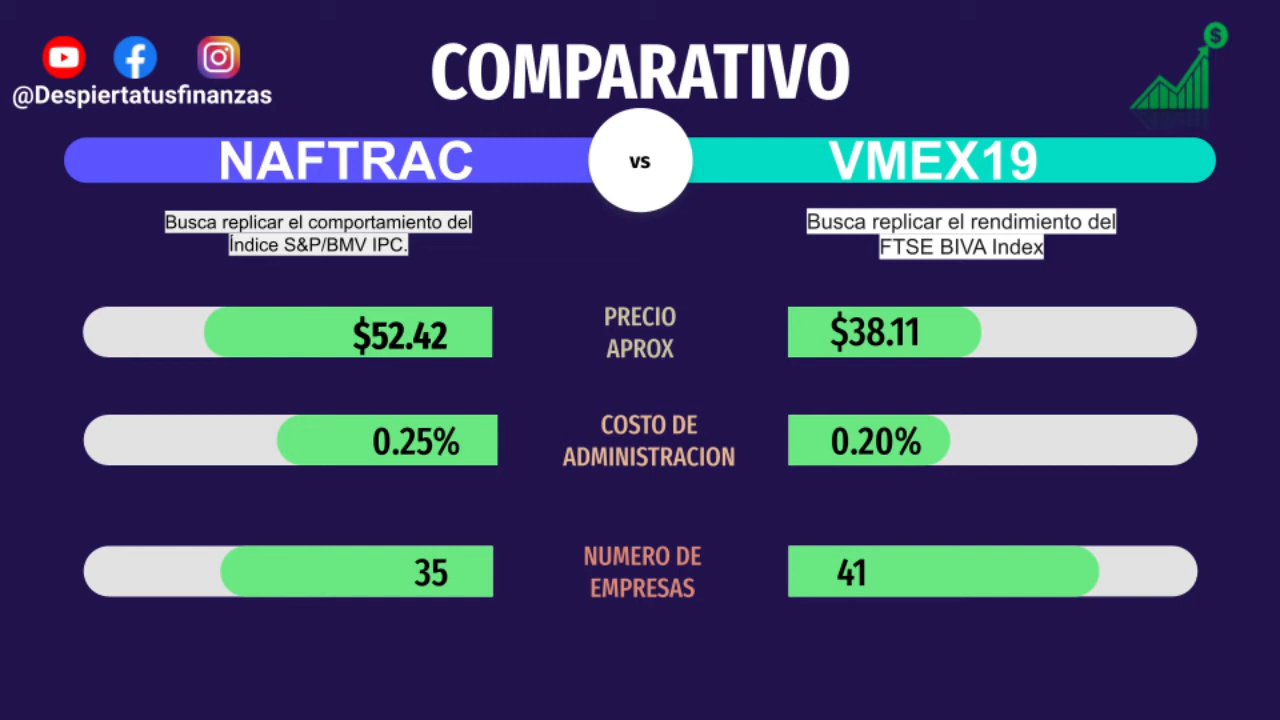 COMPARATIVO
@Despiertatusfinanzas
$
NAFTRAC
vs
VMEX19
Busca replicar el comportamiento del
Índice S&P/BMV IPC.
Busca replicar el rendimiento del
FTSE BIVA Index
$52.42
PRECIO
APROX
$38.11
0.25%
COSTO DE
ADMINISTRACION
0.20%
35
NUMERO DE
EMPRESAS
41